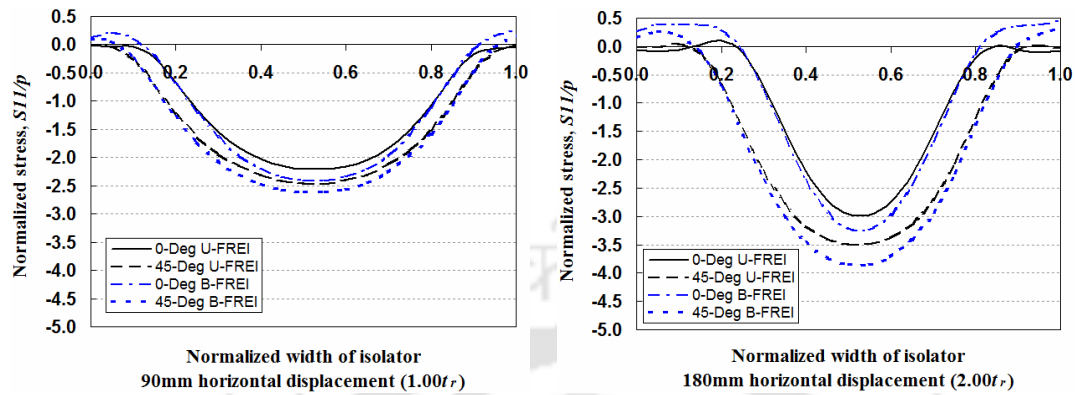 Normalized stress, S11/p
0.5
0.0
-0.5
-1.0
-1.5
-2.0
-2.5
-3.0
-3.5
-4.0
-4.5
-5.0
0.0 0.2 0.4 0.6 0.8 1.0
0-Deg U-FREI
45-Deg U-FREI
0-Deg B-FREI
45-Deg B-FREI
Normalized width of isolator
90mm horizontal displacement (1.00tr)
Normalized stress, S11/p
0.5
0.0
-0.5
-1.0
-1.5
-2.0
-2.5
-3.0
-3.5
-4.0
-4.5
-5.0
0.0 0.2 0.4 0.6 0.8 1.0
0-Deg U-FREI
45-Deg U-FREI
0-Deg B-FREI
45-Deg B-FREI
Normalized width of isolator
180mm horizontal displacement (2.00tr)